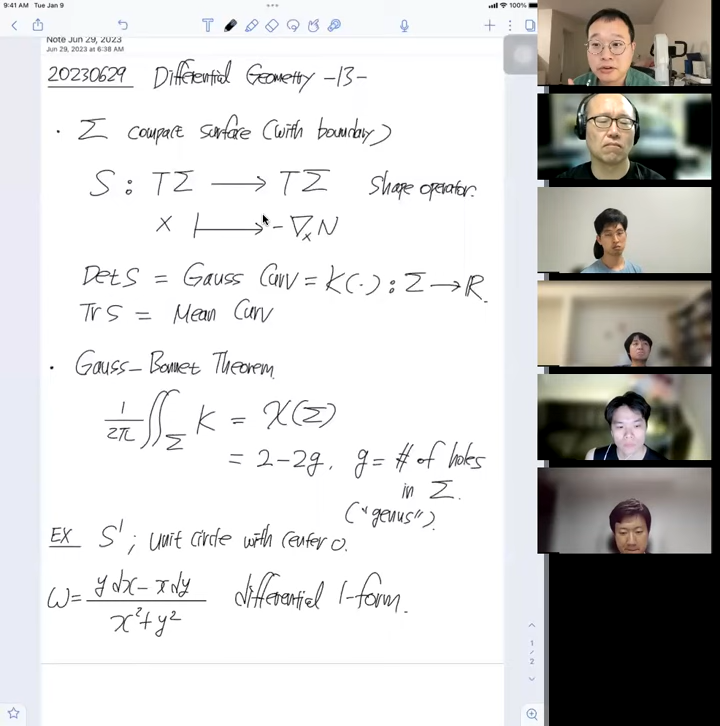 9:41 AM Tue Jan 9
100%
Note Jun 29, 2023
Jun 29, 2023 at 6:38 AM
20230629 Differential Geometry -13-
· Σ compact surface (with boundary)
S : TΣ → TΣ shape operator.
X ↦ -∇ₓN
Det S = Gauss Curv = K(·) : Σ → ℝ.
Tr S = Mean Curv
· Gauss-Bonnet Theorem
1/2π ∬_Σ K = χ(Σ)
= 2-2g. g = # of holes
in Σ.
("genus").
EX S¹ ; unit circle with center 0.
ω = (y dx - x dy)/(x²+y²) differential 1-form.
1
/
2